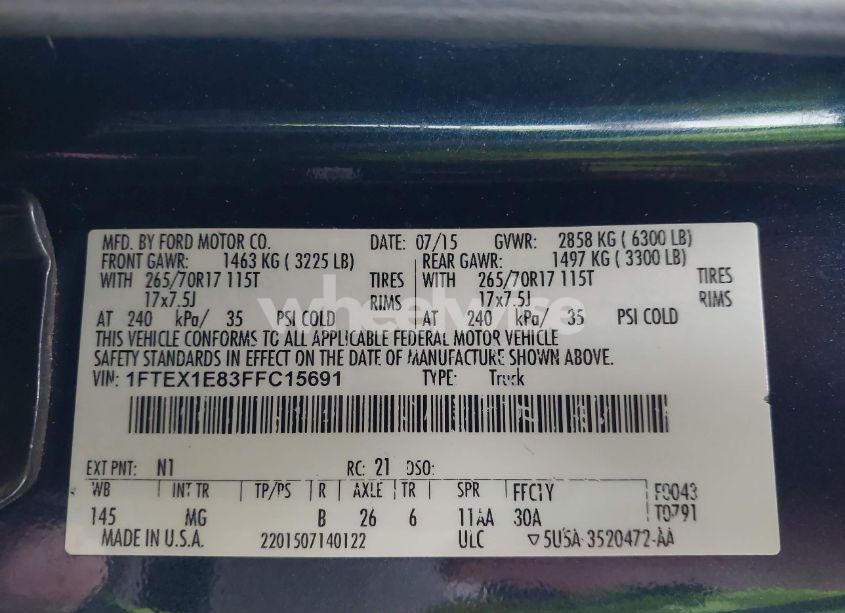 MFD. BY FORD MOTOR CO. DATE: 07/15 GVWR: 2858 KG ( 6300 LB)
FRONT GAWR: 1463 KG ( 3225 LB) REAR GAWR: 1497 KG ( 3300 LB)
WITH 265/70R17 115T TIRES WITH 265/70R17 115T TIRES
17x7.5J RIMS 17x7.5J RIMS
AT 240 kPa/ 35 PSI COLD AT 240 kPa/ 35 PSI COLD
THIS VEHICLE CONFORMS TO ALL APPLICABLE FEDERAL MOTOR VEHICLE
SAFETY STANDARDS IN EFFECT ON THE DATE OF MANUFACTURE SHOWN ABOVE.
VIN: 1FTEX1E83FFC15691 TYPE: Truck
EXT PNT: N1 RC: 21 DSO:
WB INT TR TP/PS R AXLE TR SPR F0043
145 MG B 26 6 11AA 30A T0791
MADE IN U.S.A. 2201507140122 ULC ▽5U5A-3520472-AA
wheelwise